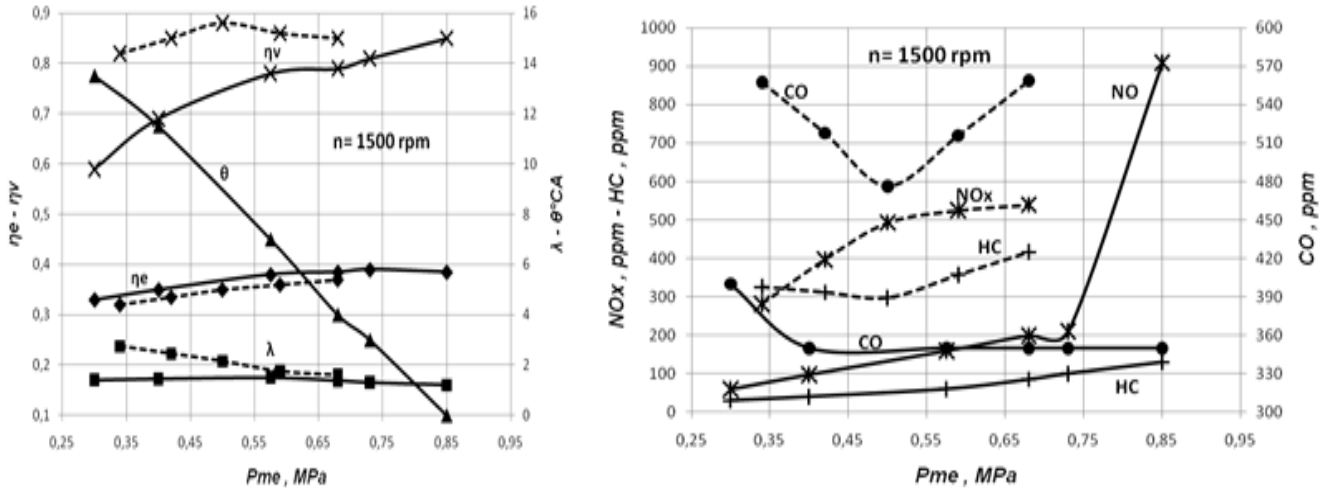 0,9
0,8
0,7
0,6
0,5
0,4
0,3
0,2
0,1
ηe - ηv
16
14
12
10
8
6
4
2
0
λ - θ°CA
ηv
n= 1500 rpm
θ
ηe
λ
0,25 0,35 0,45 0,55 0,65 0,75 0,85 0,95
Pme , MPa
1000
900
800
700
600
500
400
300
200
100
0
NOx , ppm - HC , ppm
600
570
540
510
480
450
420
390
360
330
300
CO , ppm
n= 1500 rpm
CO
NO
NOx
HC
CO
HC
0,25 0,35 0,45 0,55 0,65 0,75 0,85 0,95
Pme , MPa